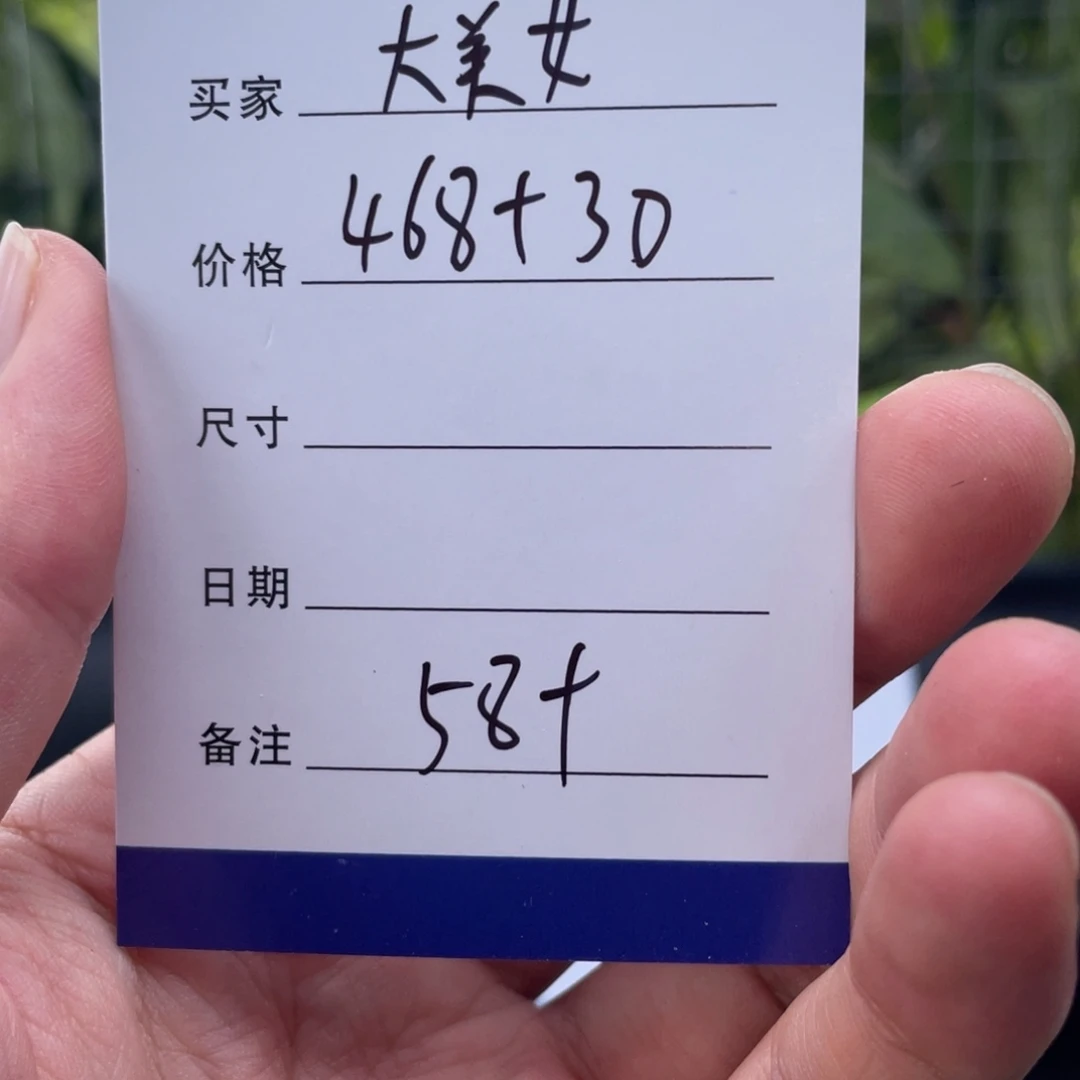 买家 大美女
价格 468+30
尺寸
日期
备注 58+